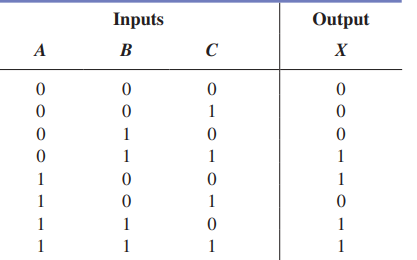 Inputs Output
A B C X
0 0 0 0
0 0 1 0
0 1 0 0
0 1 1 1
1 0 0 1
1 0 1 0
1 1 0 1
1 1 1 1